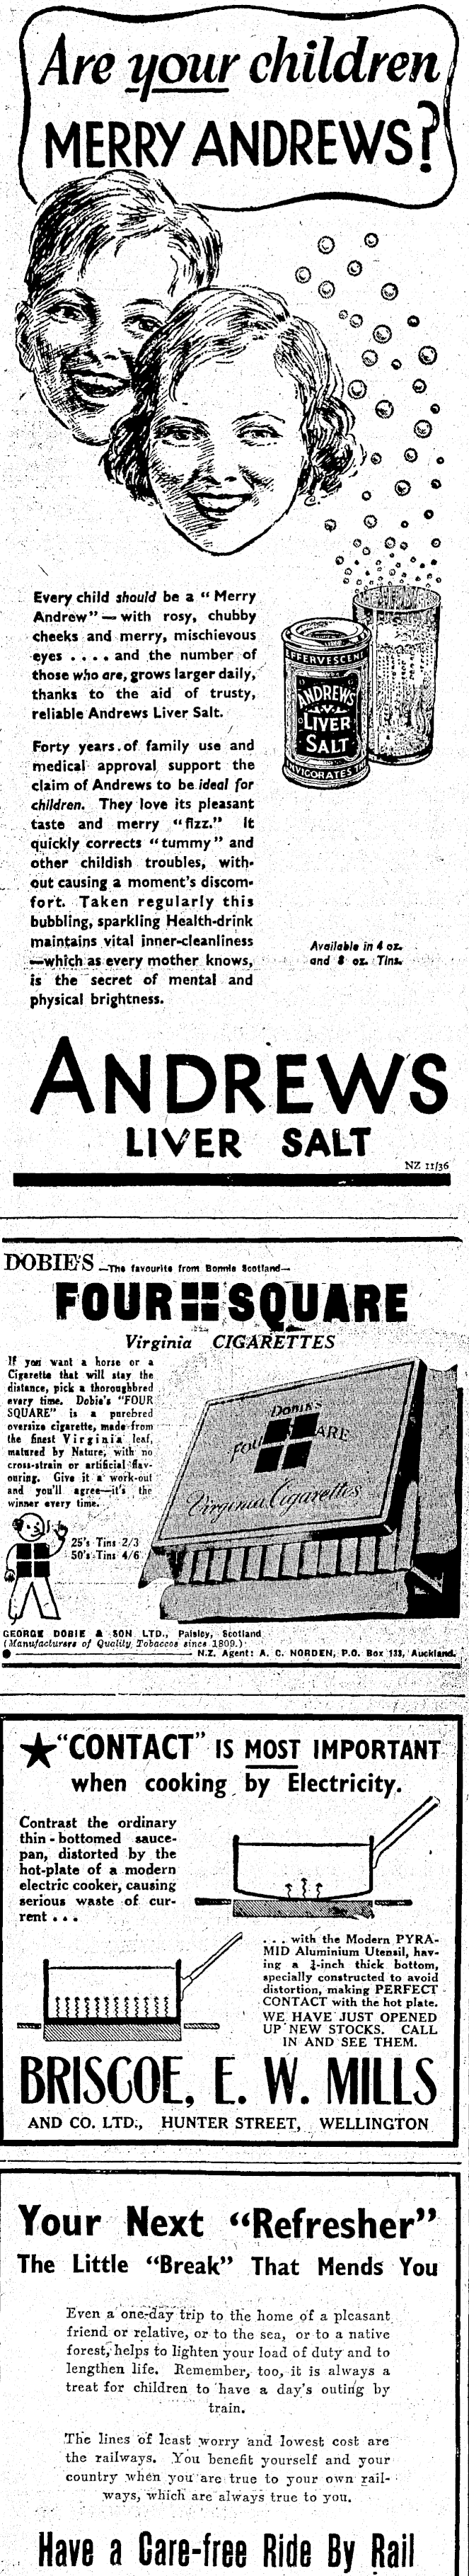 Are your children
MERRY ANDREWS?
Every child should be a "Merry
Andrew" — with rosy, chubby
cheeks and merry, mischievous
eyes .... and the number of
those who are, grows larger daily,
thanks to the aid of trusty,
reliable Andrews Liver Salt.
Forty years of family use and
medical approval support the
claim of Andrews to be ideal for
children. They love its pleasant
taste and merry "fizz." It
quickly corrects "tummy" and
other childish troubles, with-
out causing a moment's discom-
fort. Taken regularly this
bubbling, sparkling Health-drink
maintains vital inner-cleanliness
—which as every mother knows,
is the secret of mental and
physical brightness.
EFFERVESCENT
ANDREWS
LIVER
SALT
INVIGORATES THE
Available in 4 oz.
and 8 oz. Tins.
ANDREWS
LIVER SALT
NZ 11/36
DOBIE'S —The favourite from Bonnie Scotland—
FOUR SQUARE
Virginia CIGARETTES
If you want a horse or a
Cigarette that will stay the
distance, pick a thoroughbred
every time. Dobie's "FOUR
SQUARE" is a purebred
oversize cigarette, made from
the finest Virginia leaf,
matured by Nature, with no
cross-strain or artificial flav-
ouring. Give it a work-out
and you'll agree—it's the
winner every time.
25's Tins 2/3
50's Tins 4/6
DOBIE'S
FOUR SQUARE
Virginia Cigarettes
GEORGE DOBIE & SON LTD., Paisley, Scotland
(Manufacturers of Quality Tobaccos since 1809.)
N.Z. Agent: A. C. NORDEN, P.O. Box 133, Auckland.
★ "CONTACT" IS MOST IMPORTANT
when cooking by Electricity.
Contrast the ordinary
thin-bottomed sauce-
pan, distorted by the
hot-plate of a modern
electric cooker, causing
serious waste of cur-
rent ...
... with the Modern PYRA-
MID Aluminium Utensil, hav-
ing a ¼-inch thick bottom,
specially constructed to avoid
distortion, making PERFECT
CONTACT with the hot plate.
WE HAVE JUST OPENED
UP NEW STOCKS. CALL
IN AND SEE THEM.
BRISCOE, E. W. MILLS
AND CO. LTD., HUNTER STREET, WELLINGTON
Your Next "Refresher"
The Little "Break" That Mends You
Even a one-day trip to the home of a pleasant
friend or relative, or to the sea, or to a native
forest, helps to lighten your load of duty and to
lengthen life. Remember, too, it is always a
treat for children to have a day's outing by
train.
The lines of least worry and lowest cost are
the railways. You benefit yourself and your
country when you are true to your own rail-
ways, which are always true to you.
Have a Care-free Ride By Rail